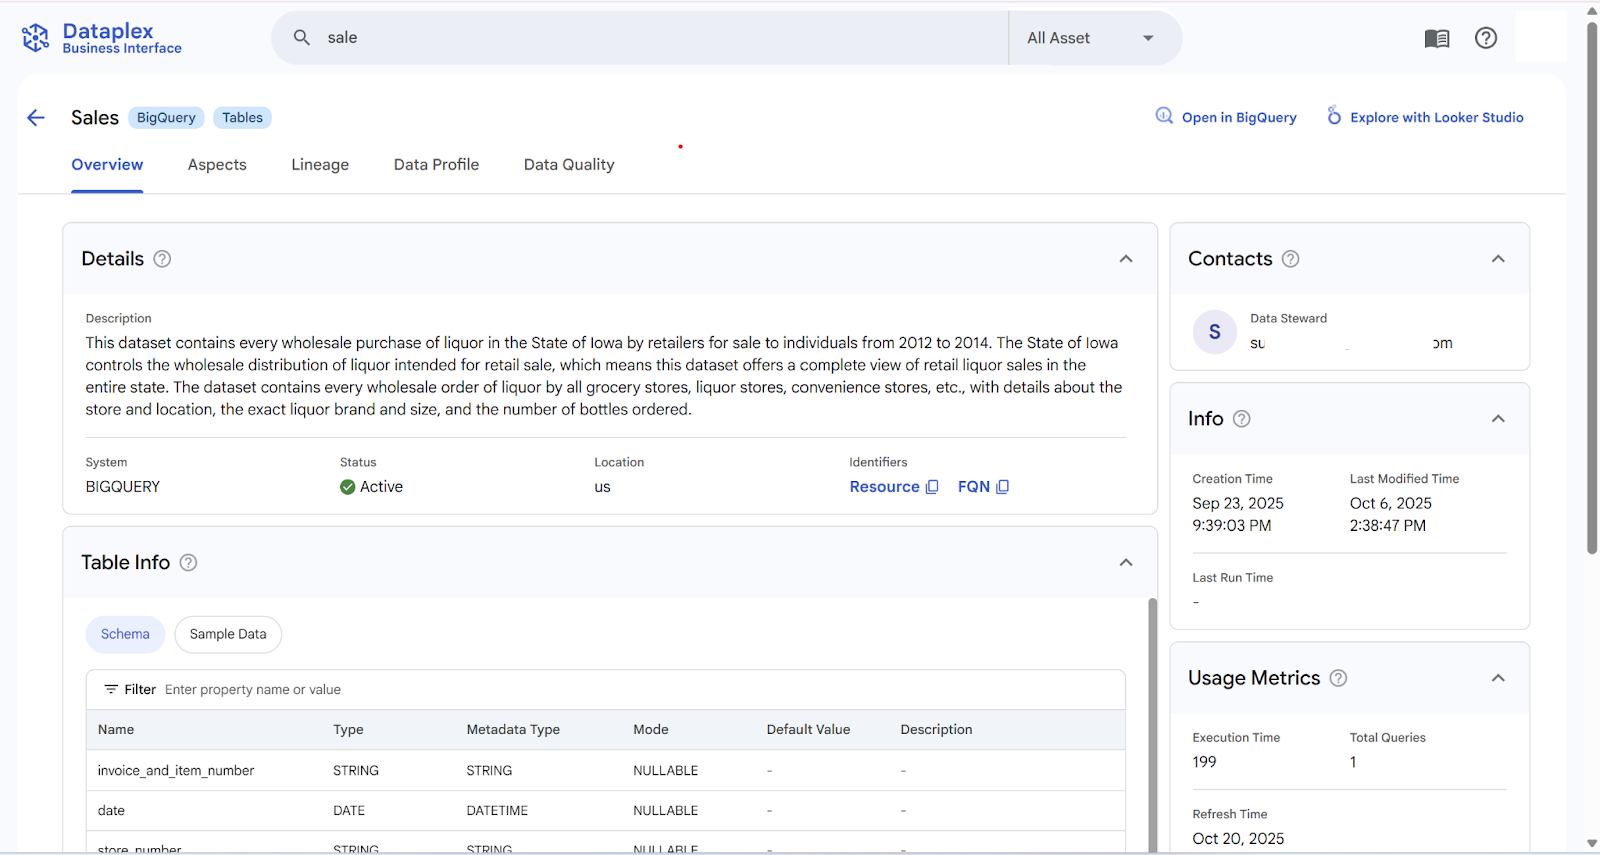 Dataplex
Business Interface
sale
All Asset
Sales BigQuery Tables
Open in BigQuery Explore with Looker Studio
Overview Aspects Lineage Data Profile Data Quality
Details
Description
This dataset contains every wholesale purchase of liquor in the State of Iowa by retailers for sale to individuals from 2012 to 2014. The State of Iowa
controls the wholesale distribution of liquor intended for retail sale, which means this dataset offers a complete view of retail liquor sales in the
entire state. The dataset contains every wholesale order of liquor by all grocery stores, liquor stores, convenience stores, etc., with details about the
store and location, the exact liquor brand and size, and the number of bottles ordered.
System Status Location Identifiers
BIGQUERY Active us Resource FQN
Table Info
Schema Sample Data
Filter Enter property name or value
Name Type Metadata Type Mode Default Value Description
invoice_and_item_number STRING STRING NULLABLE - -
date DATE DATETIME NULLABLE - -
store_number STRING STRING NULLABLE - -
Contacts
S
Data Steward
su om
Info
Creation Time Last Modified Time
Sep 23, 2025 Oct 6, 2025
9:39:03 PM 2:38:47 PM
Last Run Time
-
Usage Metrics
Execution Time Total Queries
199 1
Refresh Time
Oct 20, 2025